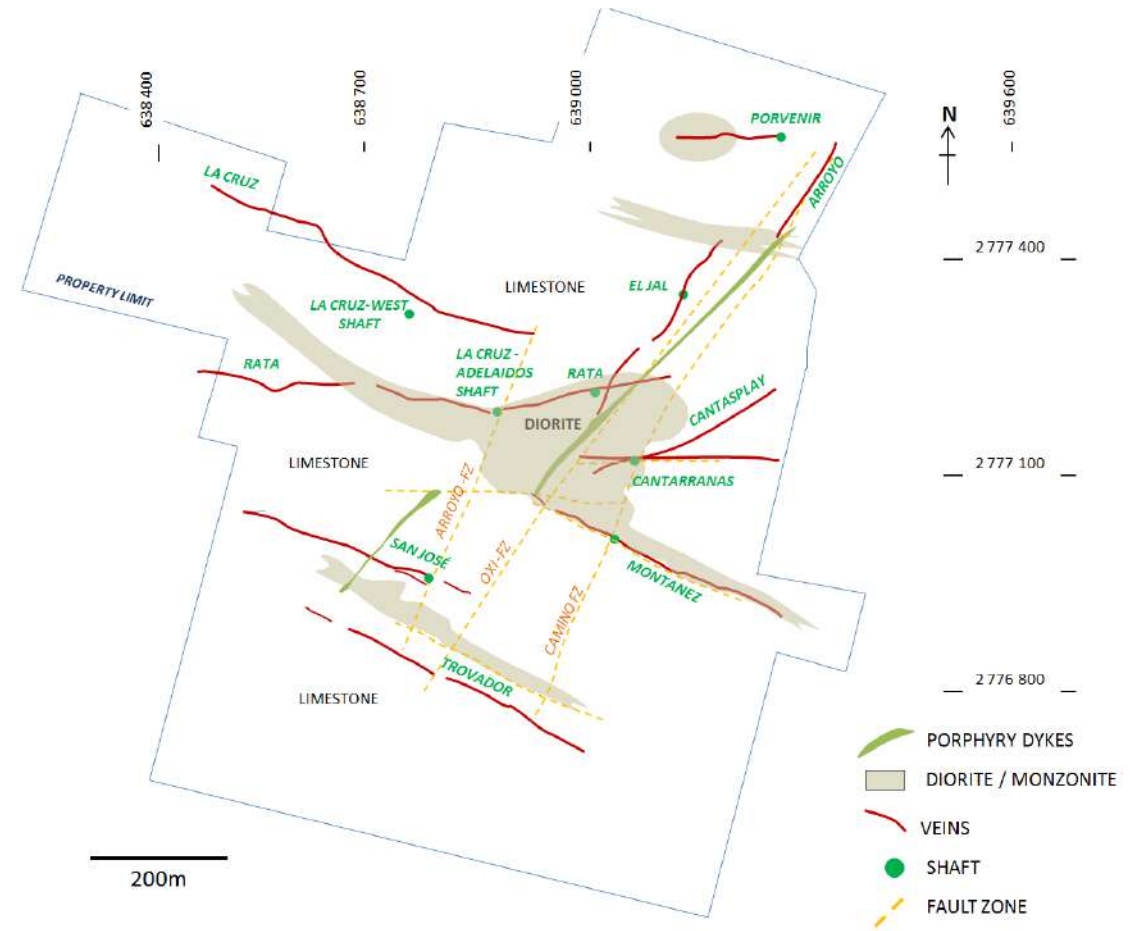 638 400
638 700
639 000
639 600
N
PORVENIR
ARROYO
LA CRUZ
2 777 400
PROPERTY LIMIT
LIMESTONE
EL JAL
LA CRUZ-WEST
SHAFT
RATA
LA CRUZ -
ADELAIDOS
SHAFT
RATA
CANTASPLAY
DIORITE
LIMESTONE
2 777 100
CANTARRANAS
ARROYO -FZ
SAN JOSÉ
OXI -FZ
MONTANEZ
CAMINO FZ
TROVADOR
LIMESTONE
2 776 800
PORPHYRY DYKES
DIORITE / MONZONITE
VEINS
SHAFT
FAULT ZONE
200m